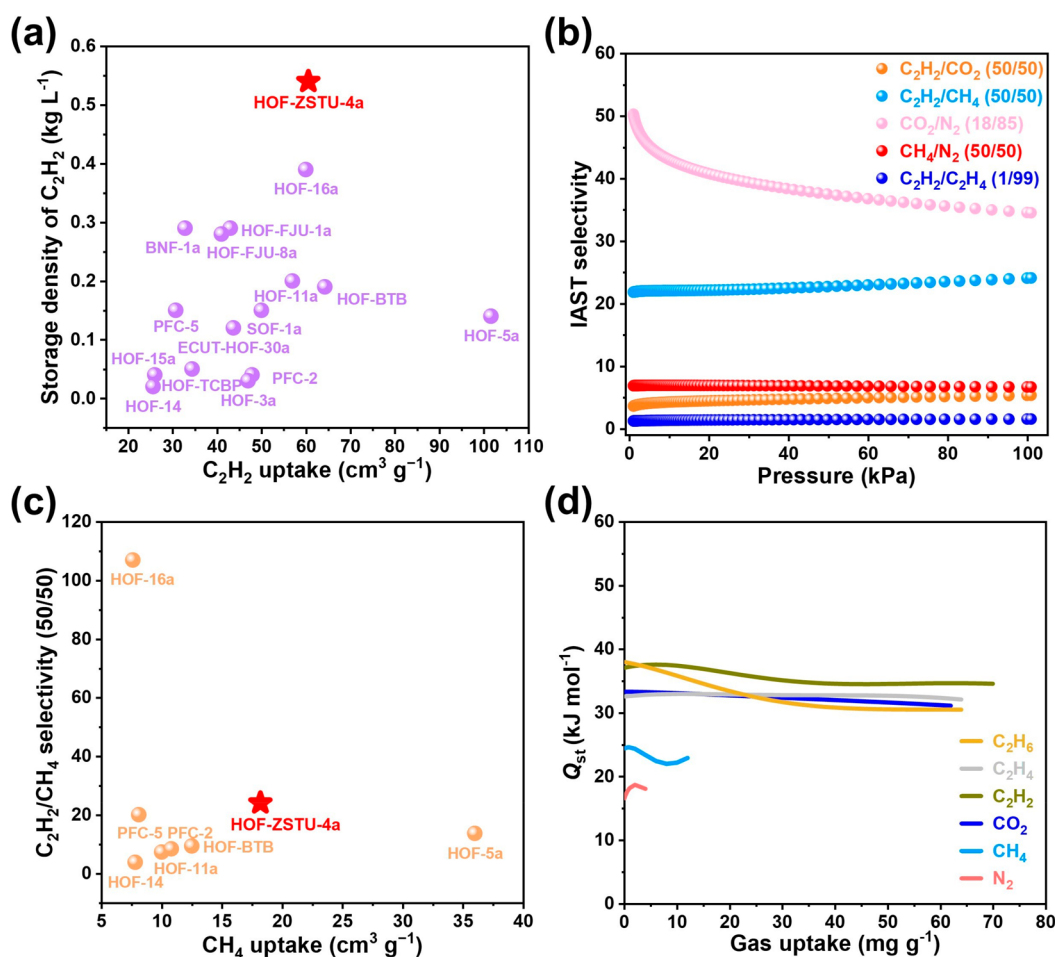 (a)
Storage density of C₂H₂ (kg L⁻¹)
0.6
0.5
0.4
0.3
0.2
0.1
0.0
HOF-ZSTU-4a
HOF-16a
HOF-FJU-1a
BNF-1a
HOF-FJU-8a
HOF-11a
HOF-BTB
PFC-5
SOF-1a
HOF-5a
ECUT-HOF-30a
HOF-15a
HOF-TCBP
PFC-2
HOF-14
HOF-3a
20 30 40 50 60 70 80 90 100 110
C₂H₂ uptake (cm³ g⁻¹)
(b)
IAST selectivity
60
50
40
30
20
10
0
C₂H₂/CO₂ (50/50)
C₂H₂/CH₄ (50/50)
CO₂/N₂ (18/85)
CH₄/N₂ (50/50)
C₂H₂/C₂H₄ (1/99)
0 20 40 60 80 100
Pressure (kPa)
(c)
C₂H₂/CH₄ selectivity (50/50)
120
100
80
60
40
20
0
HOF-16a
HOF-ZSTU-4a
PFC-5 PFC-2
HOF-BTB
HOF-5a
HOF-14
HOF-11a
5 10 15 20 25 30 35 40
CH₄ uptake (cm³ g⁻¹)
(d)
Qst (kJ mol⁻¹)
60
50
40
30
20
10
0
C₂H₆
C₂H₄
C₂H₂
CO₂
CH₄
N₂
0 10 20 30 40 50 60 70 80
Gas uptake (mg g⁻¹)